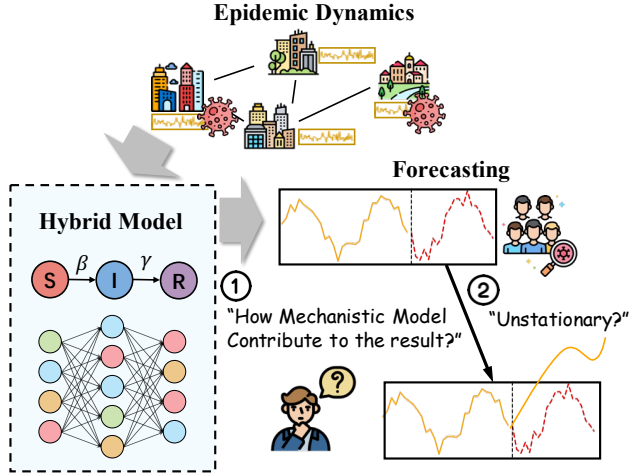 Epidemic Dynamics
Forecasting
Hybrid Model
β γ
S I R
1
"How Mechanistic Model
Contribute to the result?"
2
"Unstationary?"
?